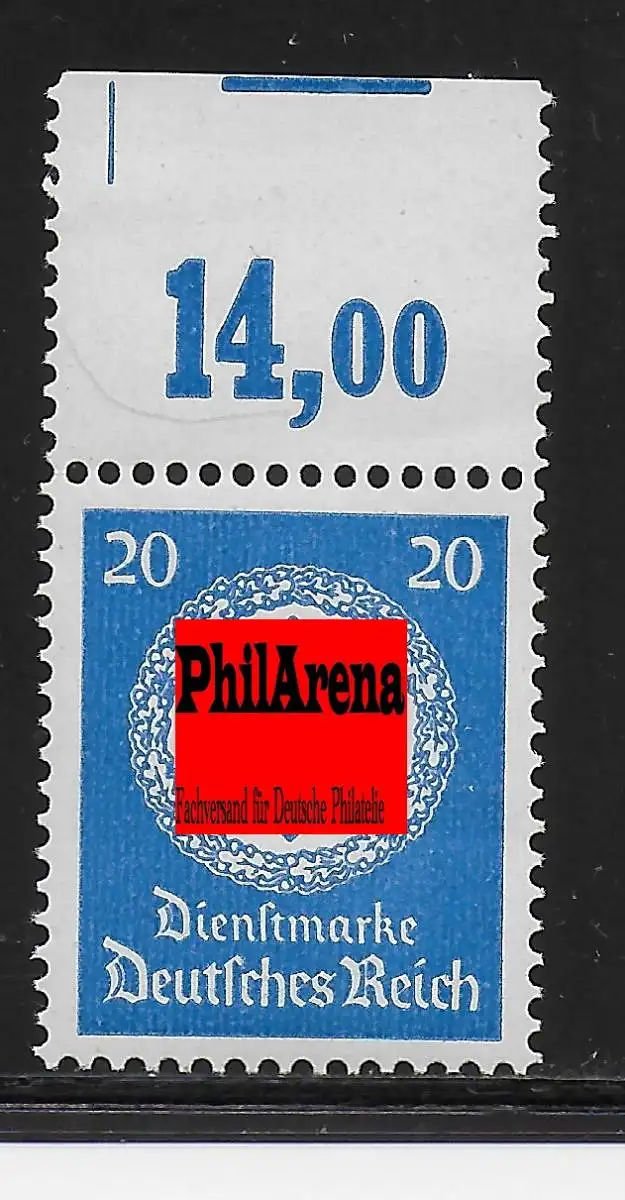 14,00
20 20
PhilArena
Fachversand für Deutsche Philatelie
Dienſtmarke
Deutſches Reich